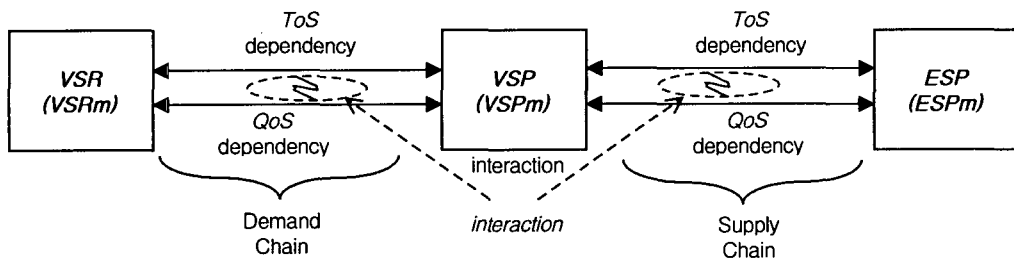 ToS
dependency
ToS
dependency
VSR
(VSRm)
VSP
(VSPm)
ESP
(ESPm)
QoS
dependency
QoS
dependency
interaction
Demand
Chain
interaction
Supply
Chain